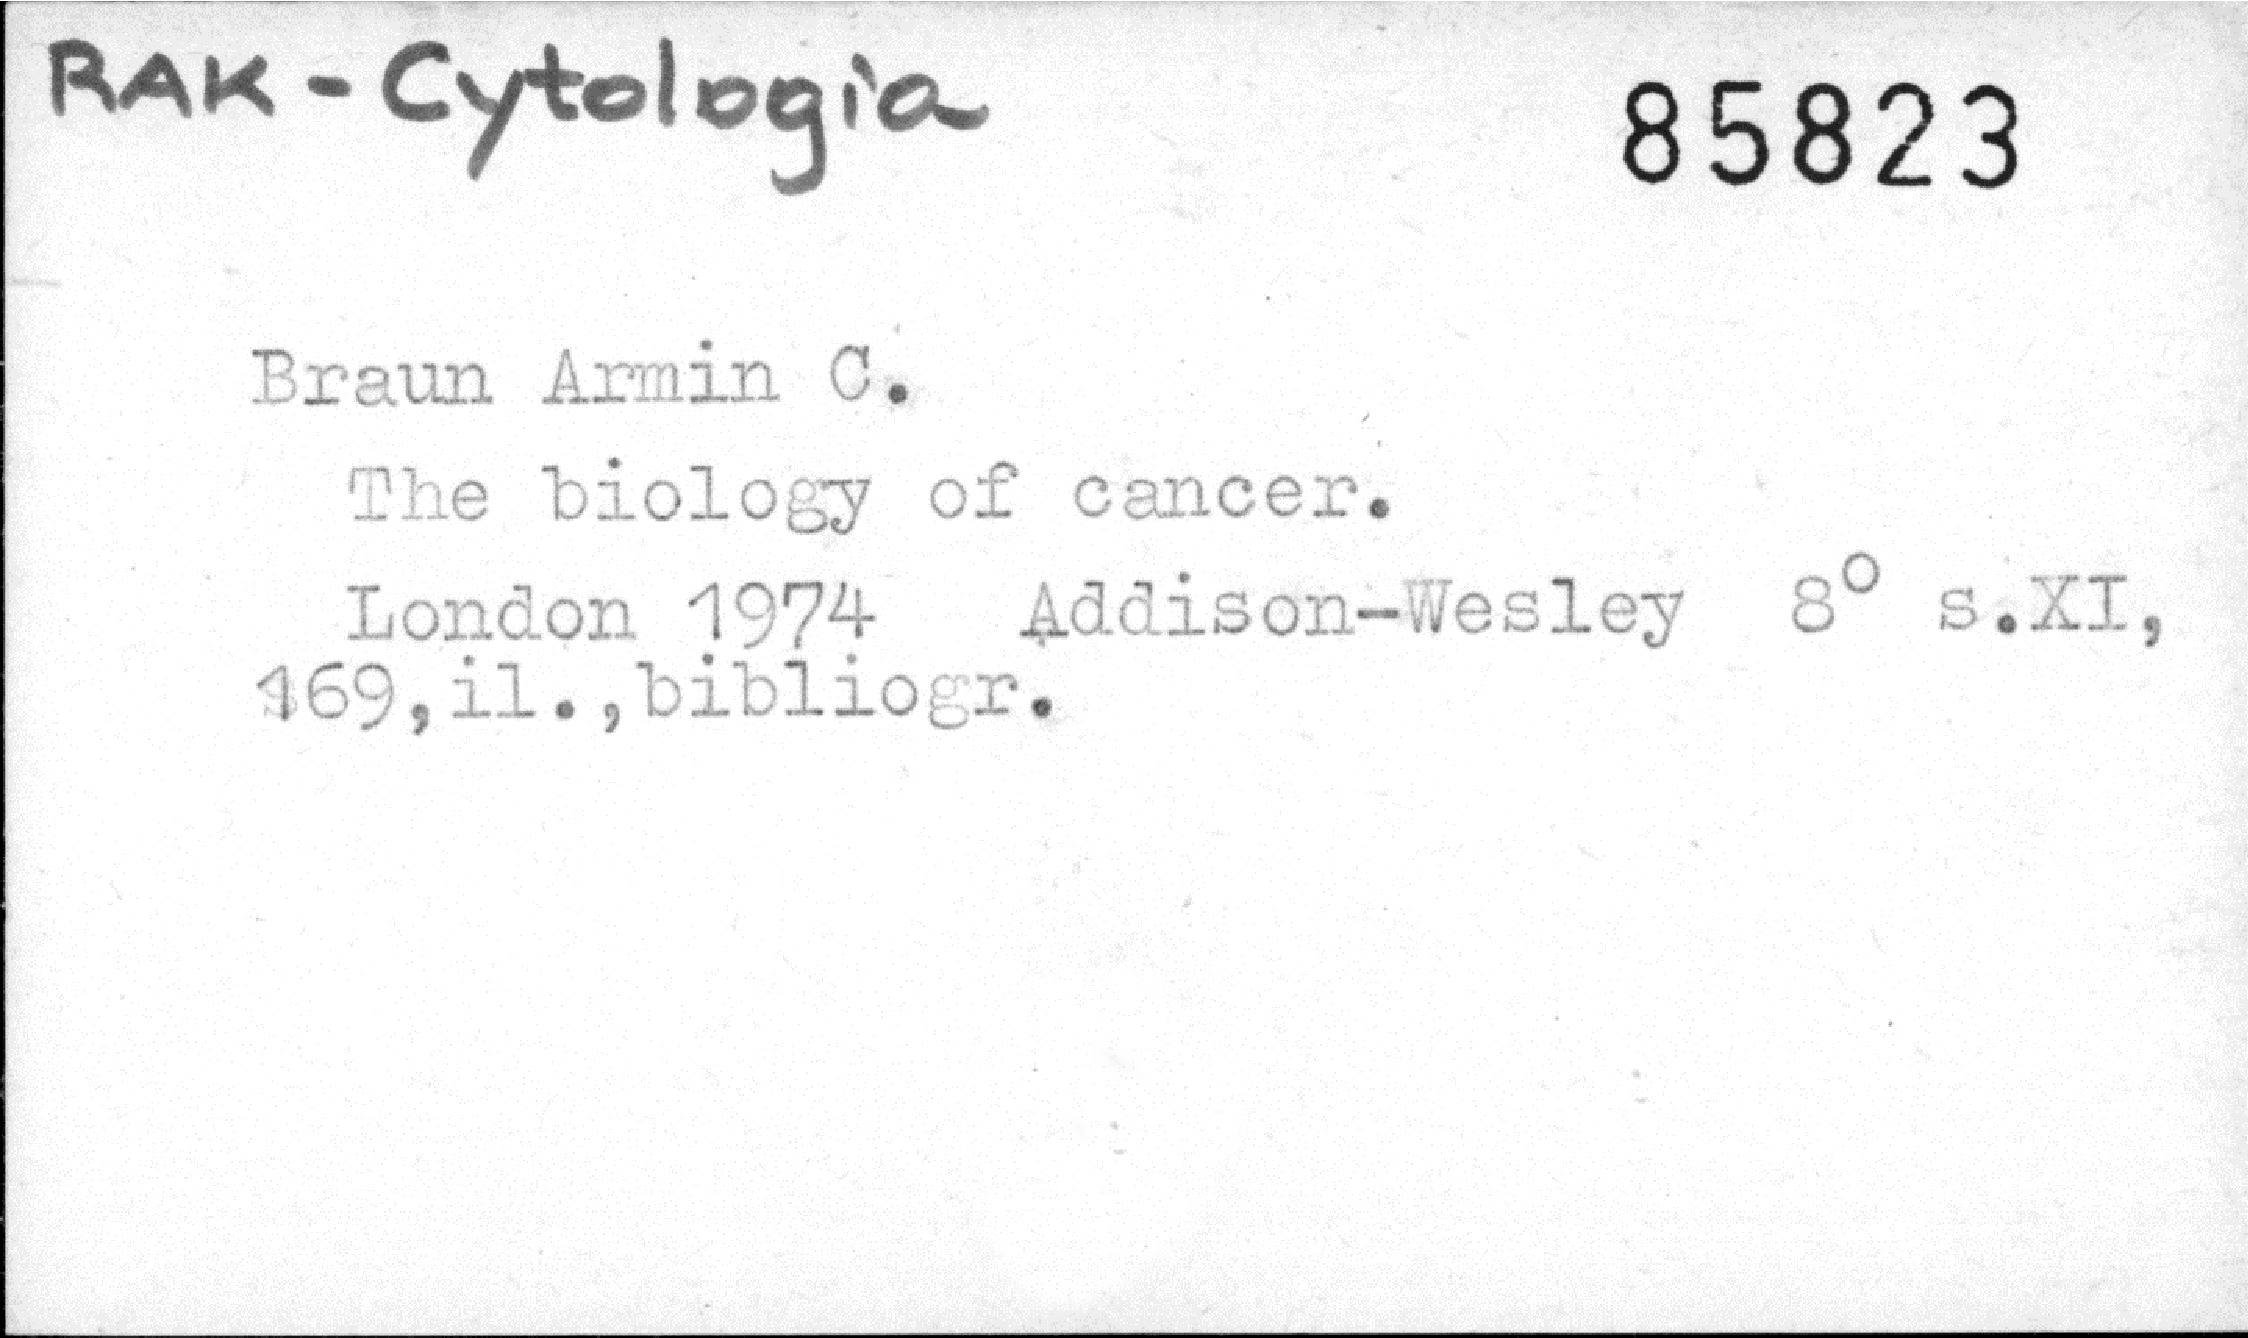 RAK - Cytologia
85823
Braun Armin C.
The biology of cancer.
London 1974 Addison-Wesley 8° s.XI,
169,il.,bibliogr.